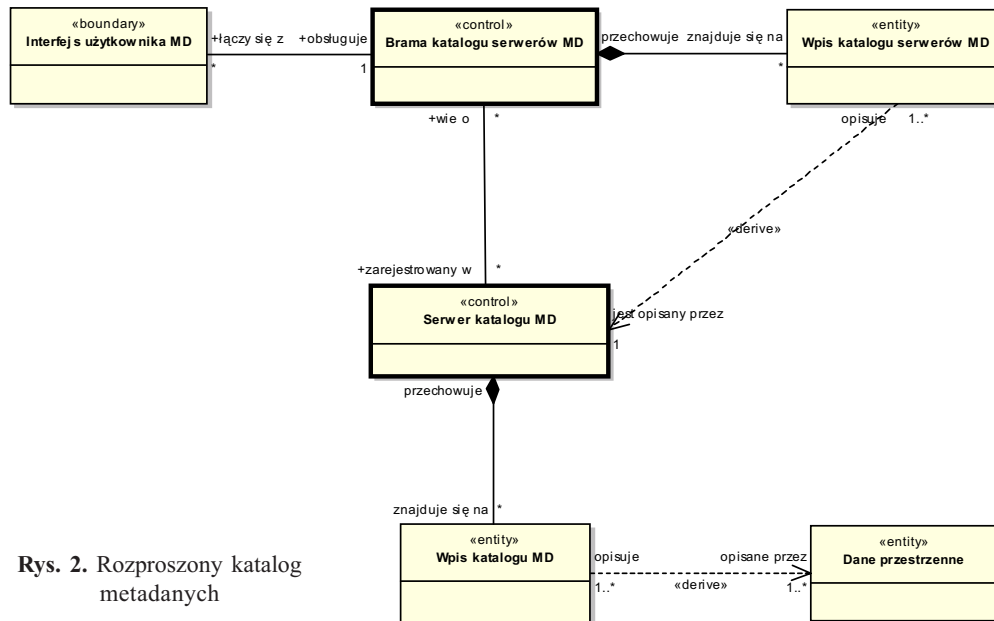 «boundary»
Interfejs użytkownika MD
+łączy się z
+obsługuje
*
1
«control»
Brama katalogu serwerów MD
przechowuje
znajduje się na
*
«entity»
Wpis katalogu serwerów MD
+wie o
*
opisuje
1..*
«derive»
+zarejestrowany w
*
«control»
Serwer katalogu MD
jest opisany przez
1
przechowuje
znajduje się na
*
«entity»
Wpis katalogu MD
opisuje
1..*
«derive»
opisane przez
1..*
«entity»
Dane przestrzenne
Rys. 2. Rozproszony katalog
metadanych